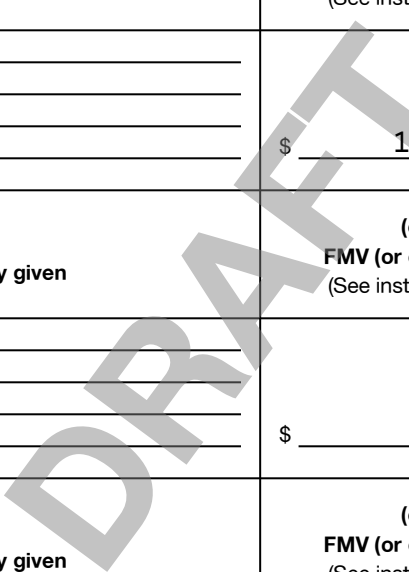 (See inst
$ 1
(
y given
FMV (or
(See inst
$
(
y given
FMV (or
(See inst
DRAFT